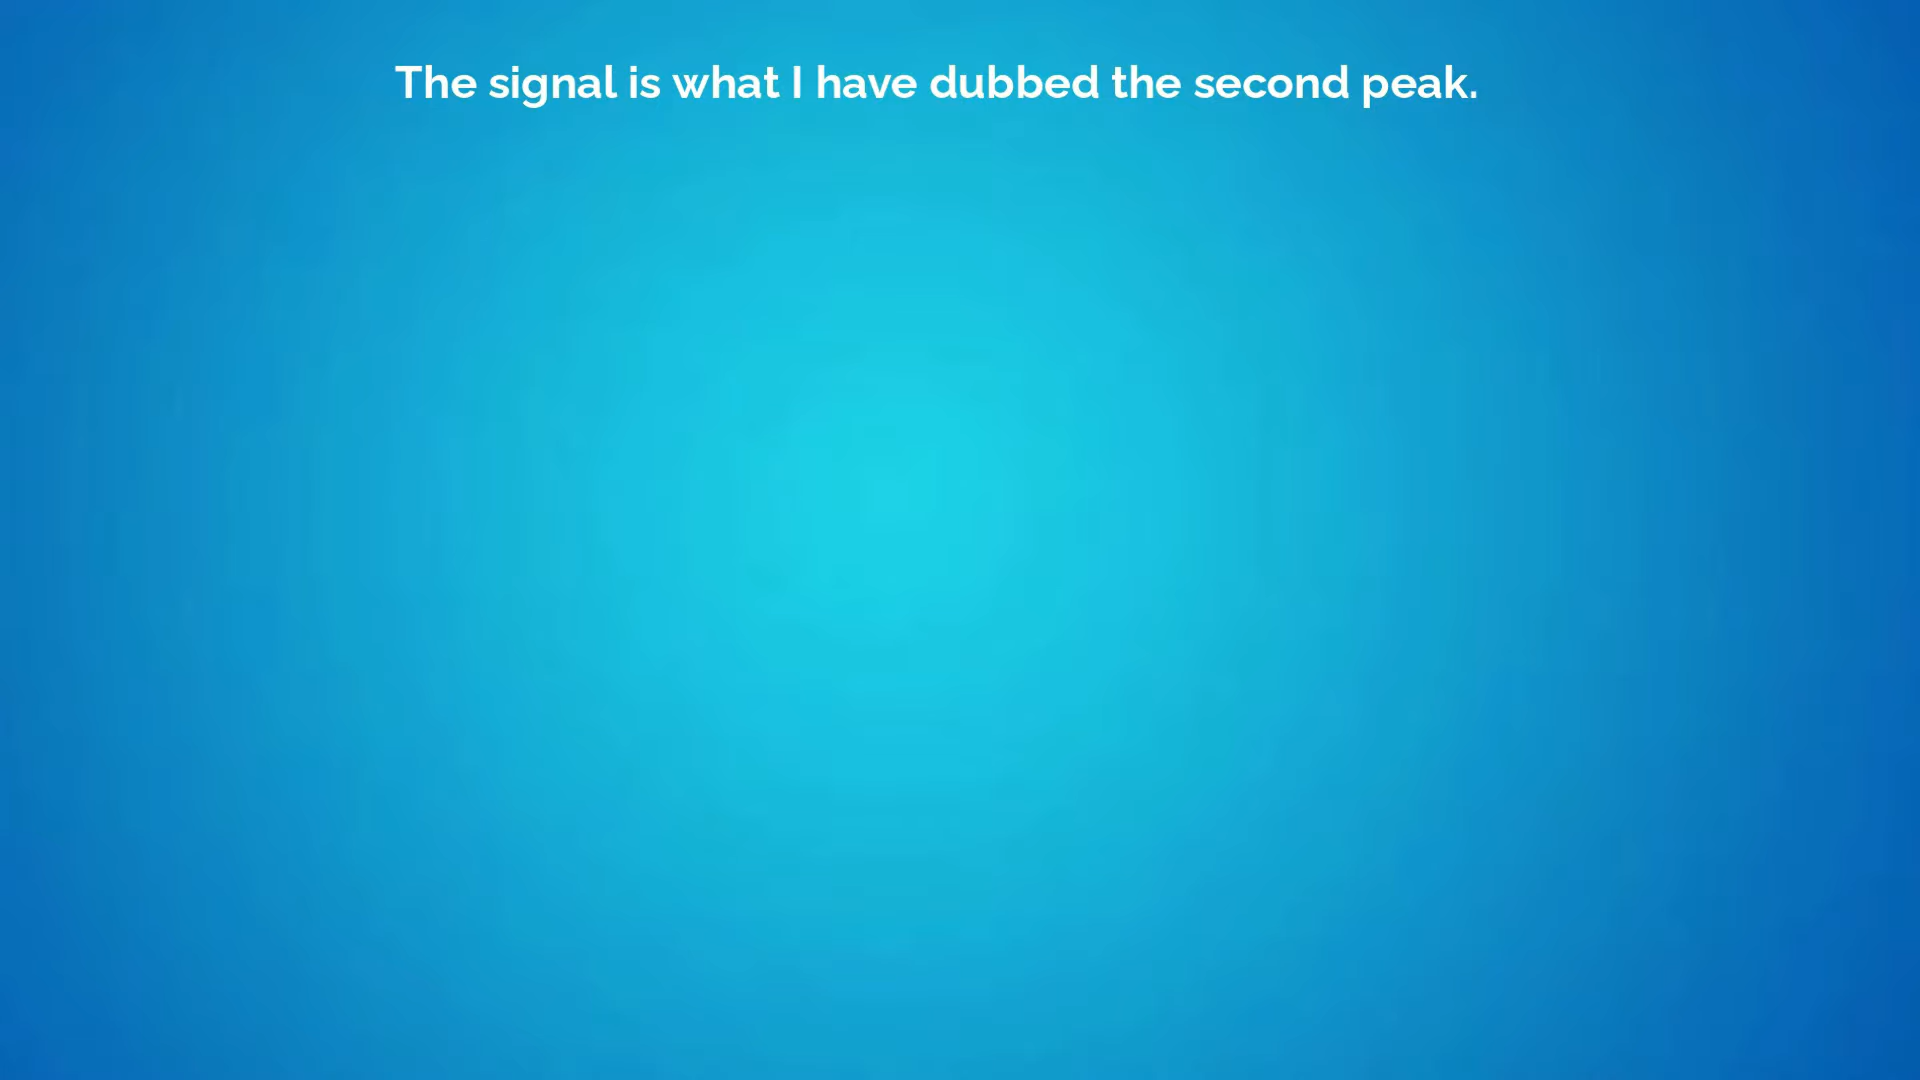 The signal is what I have dubbed the second peak.